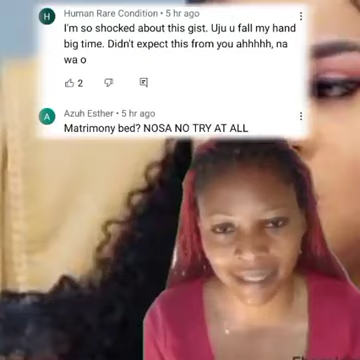 H
Human Rare Condition • 5 hr ago
I'm so shocked about this gist. Uju u fall my hand
big time. Didn't expect this from you ahhhhh, na
wa o
2
A
Azuh Esther • 5 hr ago
Matrimony bed? NOSA NO TRY AT ALL